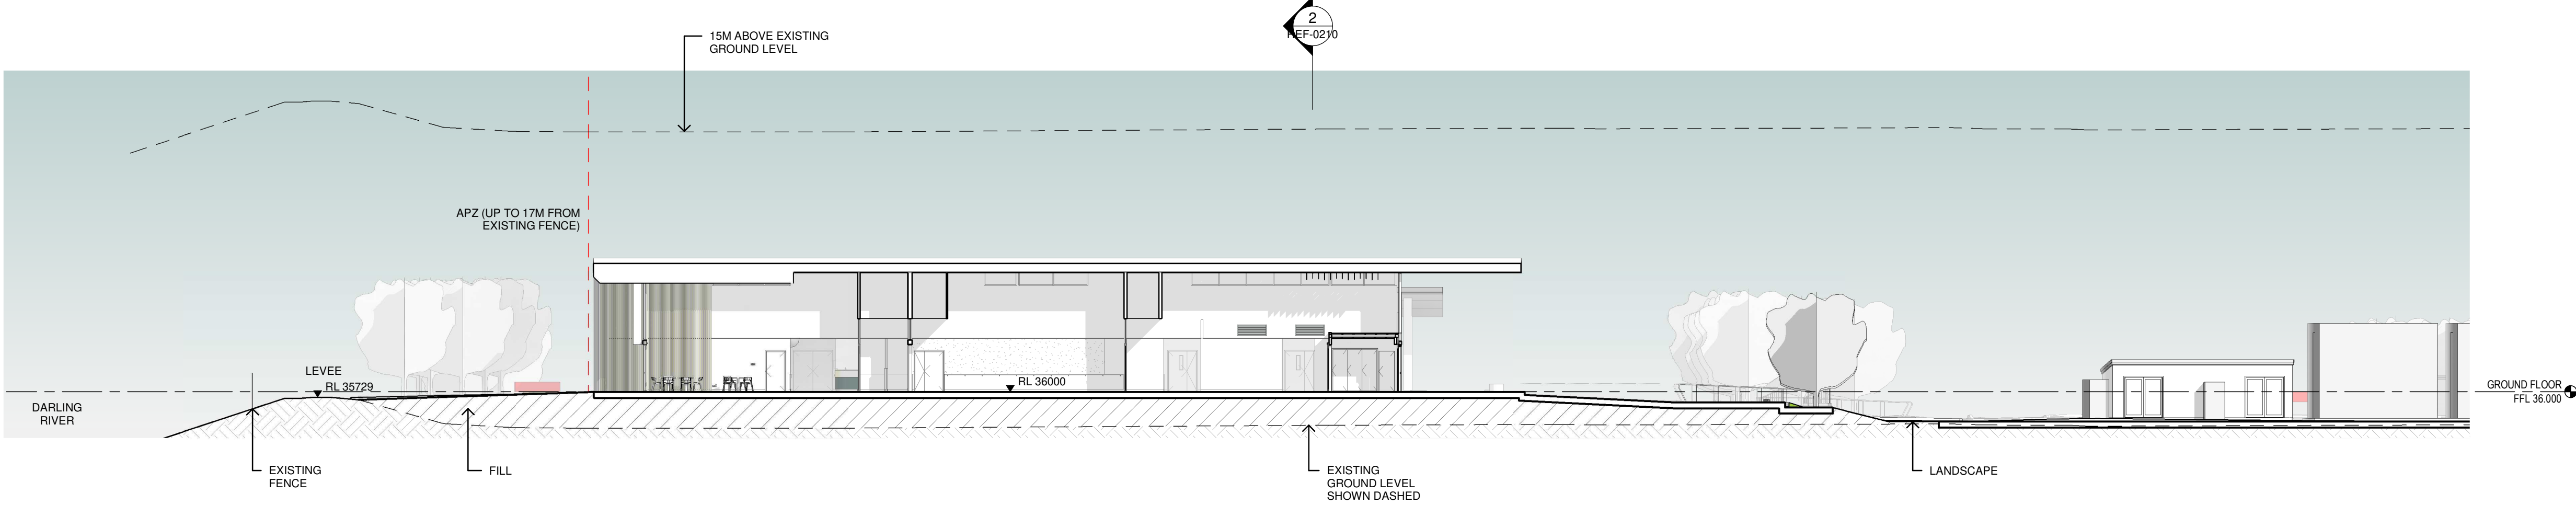 2
REF-0210
15M ABOVE EXISTING
GROUND LEVEL
APZ (UP TO 17M FROM
EXISTING FENCE)
LEVEE
RL 35729
RL 36000
GROUND FLOOR
FFL 36.000
DARLING
RIVER
EXISTING
FENCE
FILL
EXISTING
GROUND LEVEL
SHOWN DASHED
LANDSCAPE